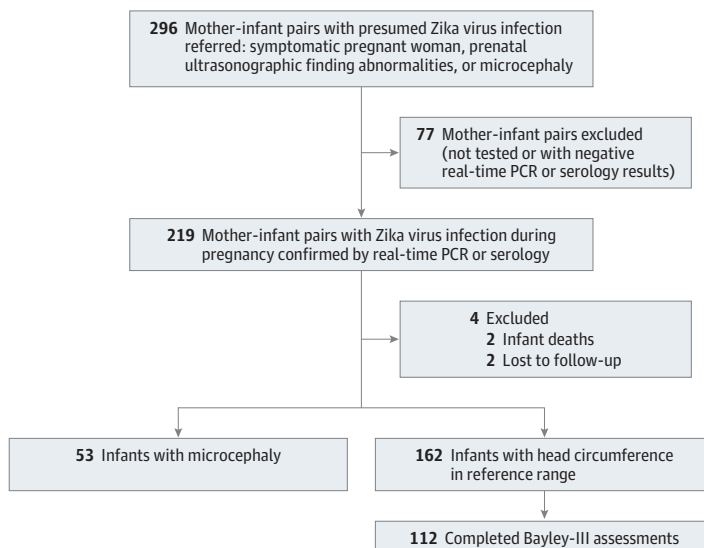 296 Mother-infant pairs with presumed Zika virus infection
referred: symptomatic pregnant woman, prenatal
ultrasonographic finding abnormalities, or microcephaly
77 Mother-infant pairs excluded
(not tested or with negative
real-time PCR or serology results)
219 Mother-infant pairs with Zika virus infection during
pregnancy confirmed by real-time PCR or serology
4 Excluded
2 Infant deaths
2 Lost to follow-up
53 Infants with microcephaly
162 Infants with head circumference
in reference range
112 Completed Bayley-III assessments